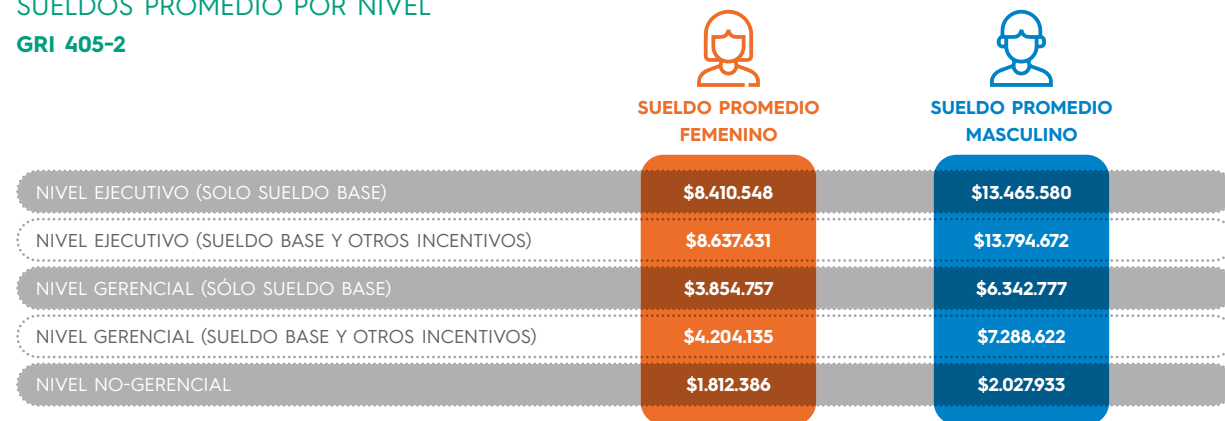 SUELDOS PROMEDIO POR NIVEL
GRI 405-2
SUELDO PROMEDIO
FEMENINO
SUELDO PROMEDIO
MASCULINO
NIVEL EJECUTIVO (SOLO SUELDO BASE) $8.410.548 $13.465.580
NIVEL EJECUTIVO (SUELDO BASE Y OTROS INCENTIVOS) $8.637.631 $13.794.672
NIVEL GERENCIAL (SÓLO SUELDO BASE) $3.854.757 $6.342.777
NIVEL GERENCIAL (SUELDO BASE Y OTROS INCENTIVOS) $4.204.135 $7.288.622
NIVEL NO-GERENCIAL $1.812.386 $2.027.933